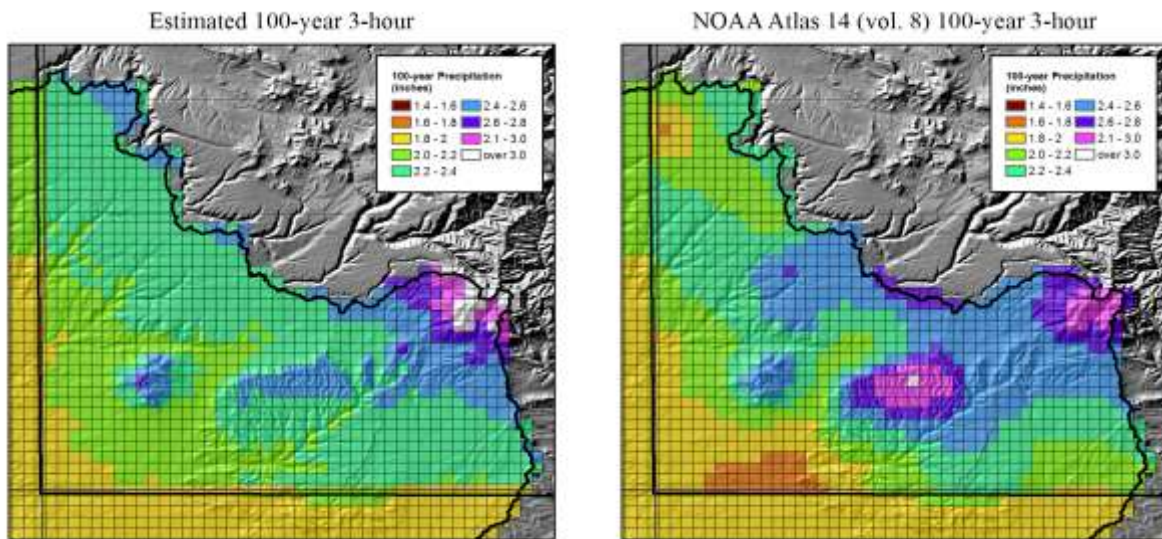 Estimated 100-year 3-hour
NOAA Atlas 14 (vol. 8) 100-year 3-hour
100-year Precipitation
(inches)
1.4 - 1.6 2.4 - 2.6
1.6 - 1.8 2.6 - 2.8
1.8 - 2 2.1 - 3.0
2.0 - 2.2 over 3.0
2.2 - 2.4
100-year Precipitation
(inches)
1.4 - 1.6 2.4 - 2.6
1.6 - 1.8 2.6 - 2.8
1.8 - 2 2.1 - 3.0
2.0 - 2.2 over 3.0
2.2 - 2.4